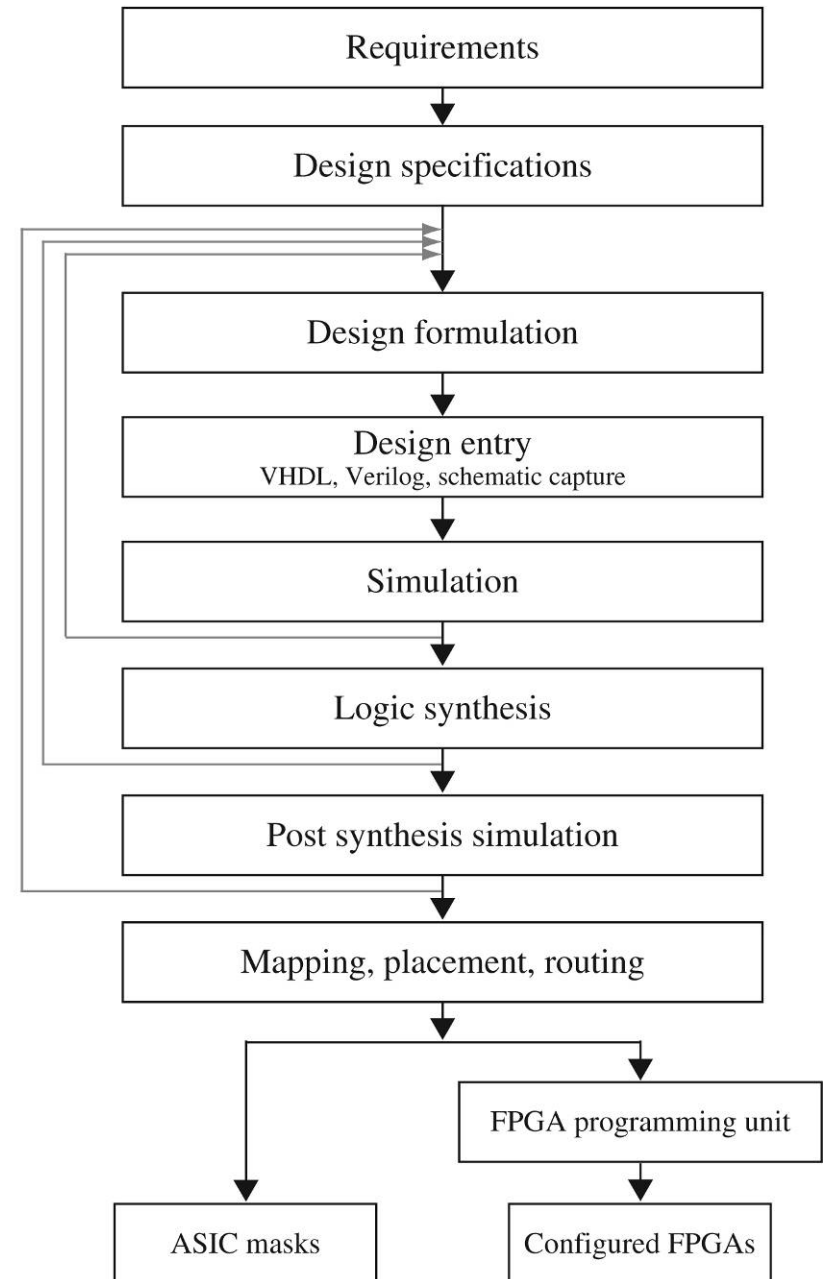 Requirements
Design specifications
Design formulation
Design entry
VHDL, Verilog, schematic capture
Simulation
Logic synthesis
Post synthesis simulation
Mapping, placement, routing
FPGA programming unit
ASIC masks
Configured FPGAs